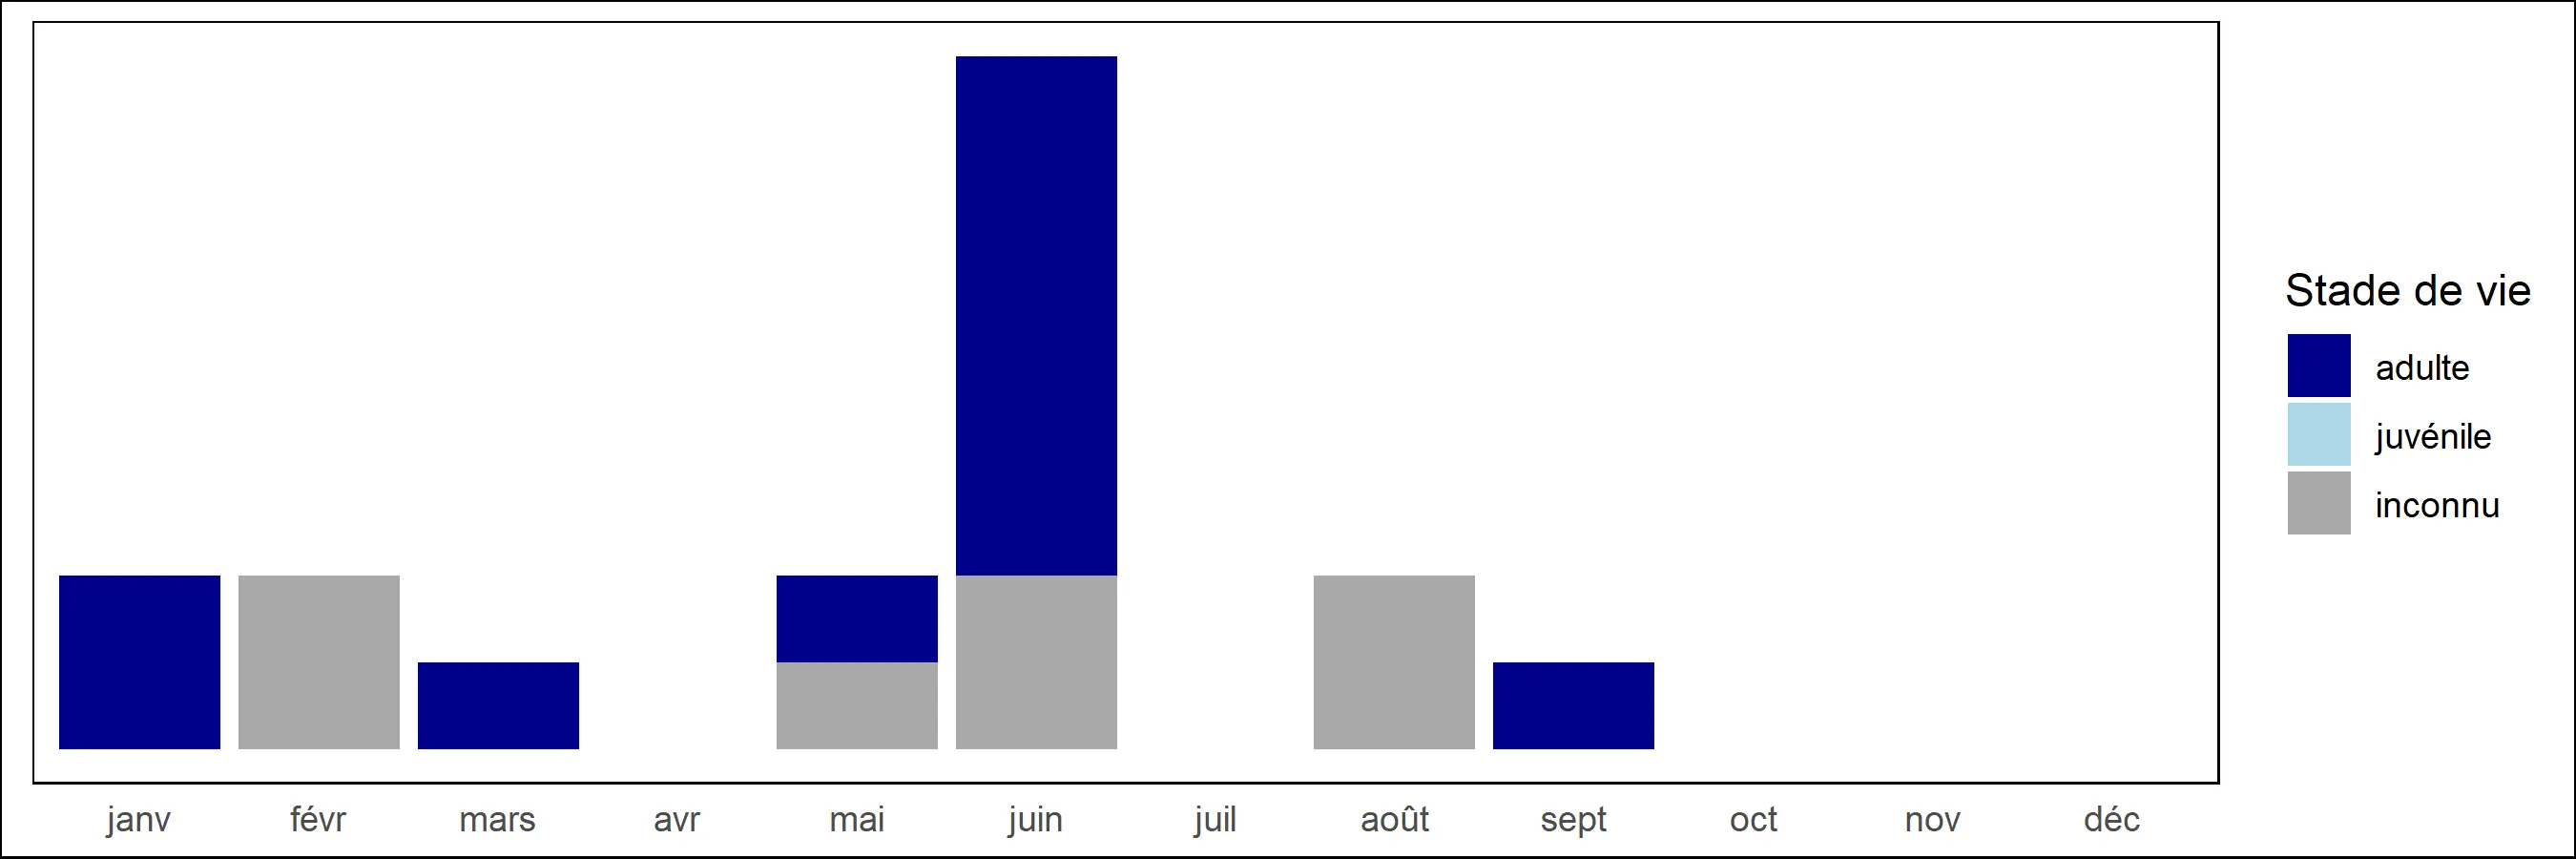 Stade de vie
adulte
juvénile
inconnu
janv févr mars avr mai juin juil août sept oct nov déc